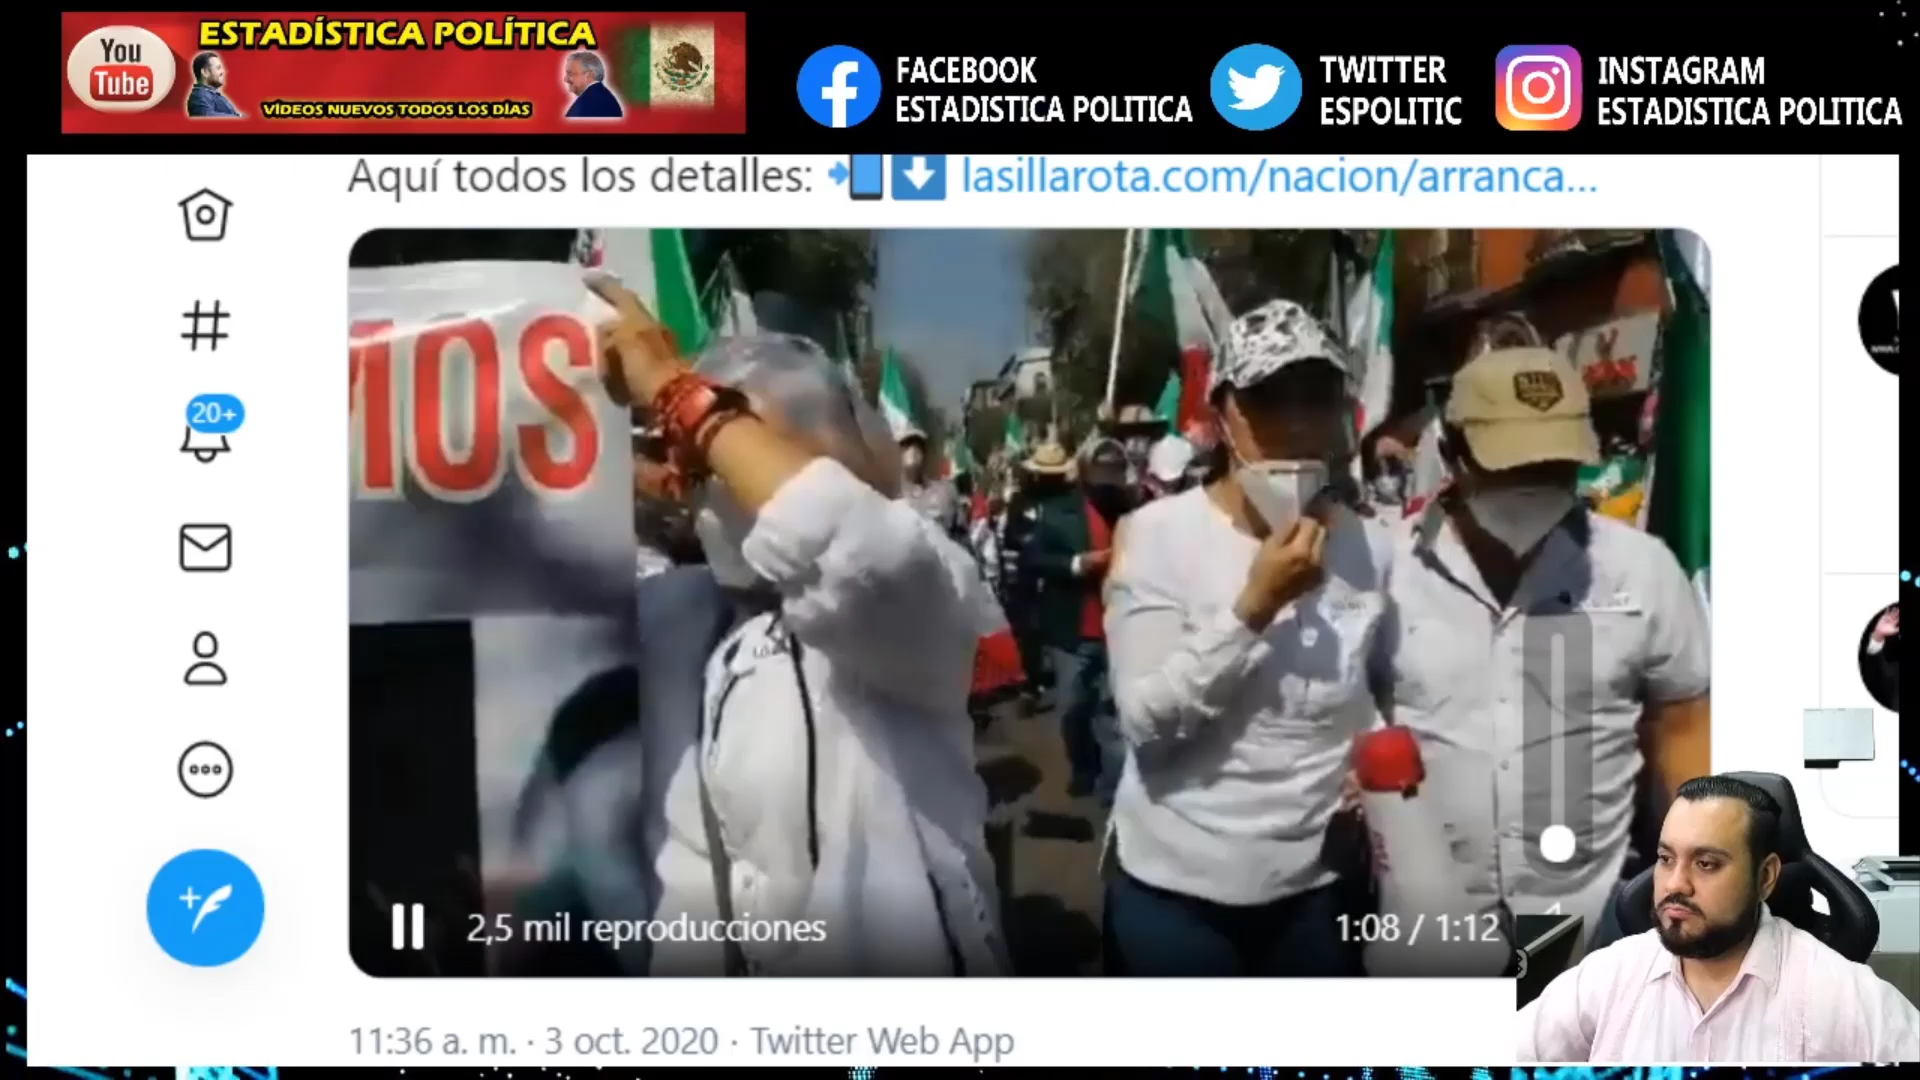 You
Tube
ESTADÍSTICA POLÍTICA
VÍDEOS NUEVOS TODOS LOS DÍAS
FACEBOOK
ESTADISTICA POLITICA
TWITTER
ESPOLITIC
INSTAGRAM
ESTADISTICA POLITICA
Aquí todos los detalles: lasillarota.com/nacion/arranca...
20+
MOS
2,5 mil reproducciones
1:08 / 1:12
11:36 a. m. · 3 oct. 2020 · Twitter Web App